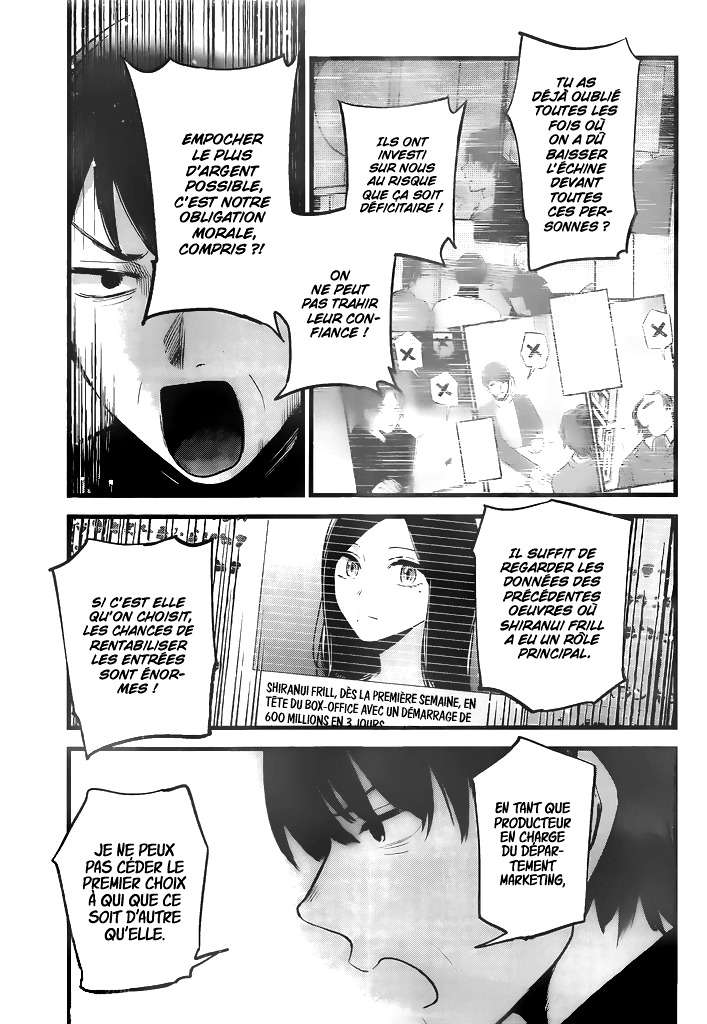 TU AS
DÉJÀ OUBLIÉ
TOUTES LES
FOIS OÙ
ON A DÛ
BAISSER
L'ÉCHINE
DEVANT
TOUTES
CES PER-
SONNES ?
ILS ONT
INVESTI
SUR NOUS
AU RISQUE
QUE ÇA SOIT
DÉFICITAIRE !
ON
NE PEUT
PAS TRAHIR
LEUR CON-
FIANCE !
EMPOCHER
LE PLUS
D'ARGENT
POSSIBLE,
C'EST NOTRE
OBLIGATION
MORALE,
COMPRIS ?!
IL SUFFIT DE
REGARDER LES
DONNÉES DES
PRÉCÉDENTES
OEUVRES OÙ
SHIRANUI FRILL
A EU UN RÔLE
PRINCIPAL.
SHIRANUI FRILL, DÈS LA PREMIÈRE SEMAINE, EN
TÊTE DU BOX-OFFICE AVEC UN DÉMARRAGE DE
600 MILLIONS EN 3 JOURS
SI C'EST ELLE
QU'ON CHOISIT,
LES CHANCES DE
RENTABILISER
LES ENTRÉES
SONT ÉNOR-
MES !
EN TANT QUE
PRODUCTEUR
EN CHARGE
DU DÉPAR-
TEMENT
MARKETING,
JE NE PEUX
PAS CÉDER LE
PREMIER CHOIX
À QUI QUE CE
SOIT D'AUTRE
QU'ELLE.